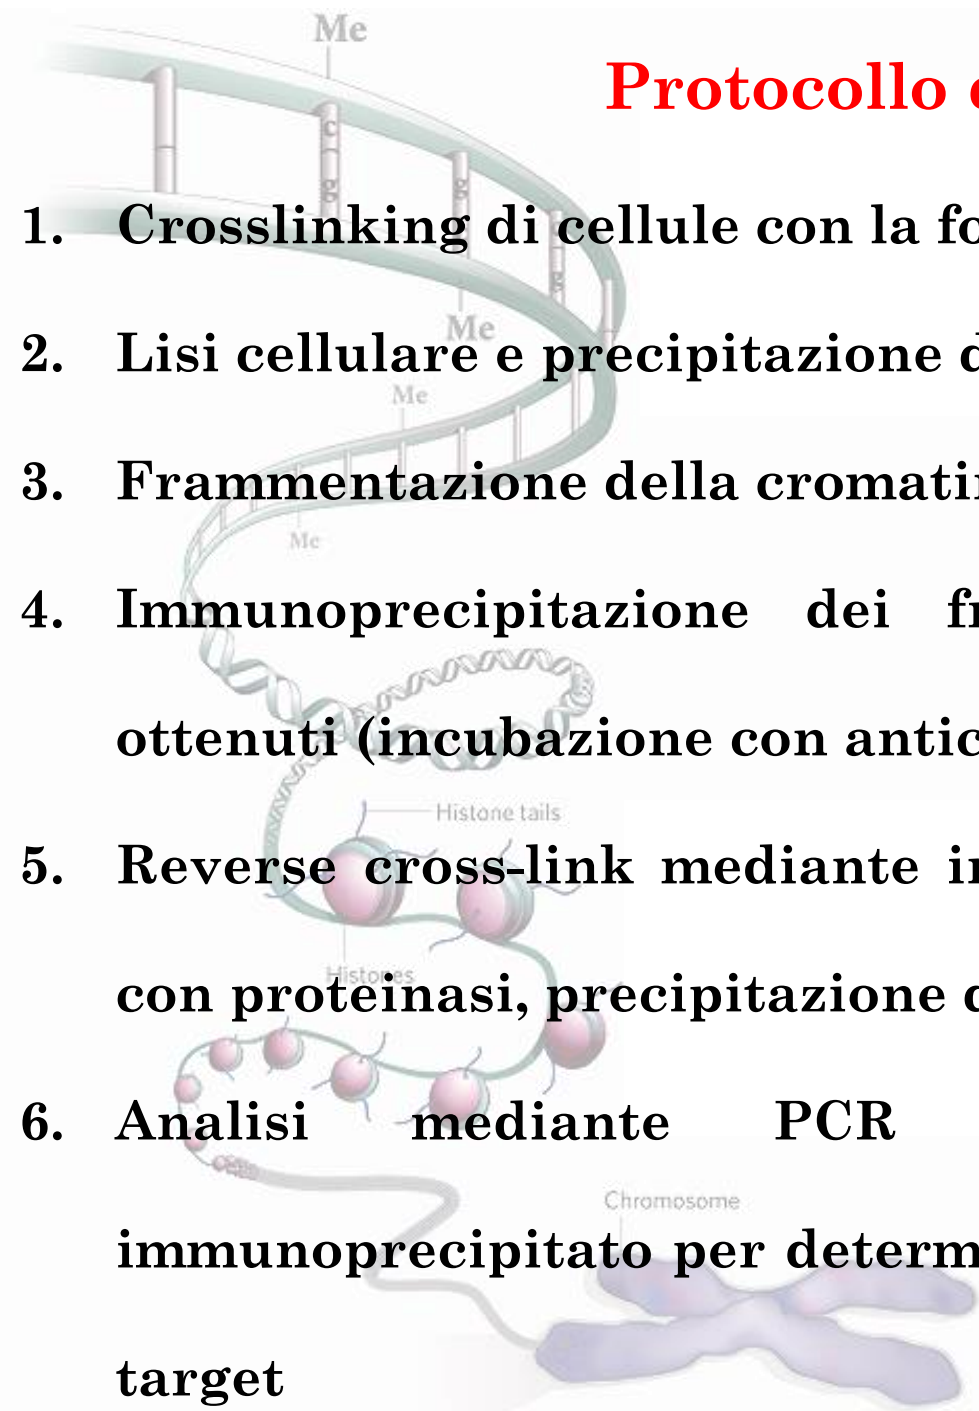 Me
Protocollo
c
g
g
1. Crosslinking di cellule con la fo
g
Me
2. Lisi cellulare e precipitazione d
Me
3. Frammentazione della cromatin
Me
4. Immunoprecipitazione dei fr
ottenuti (incubazione con antic
Histone tails
5. Reverse cross-link mediante in
Histones
con proteinasi, precipitazione d
6. Analisi mediante PCR
Chromosome
immunoprecipitato per determ
target